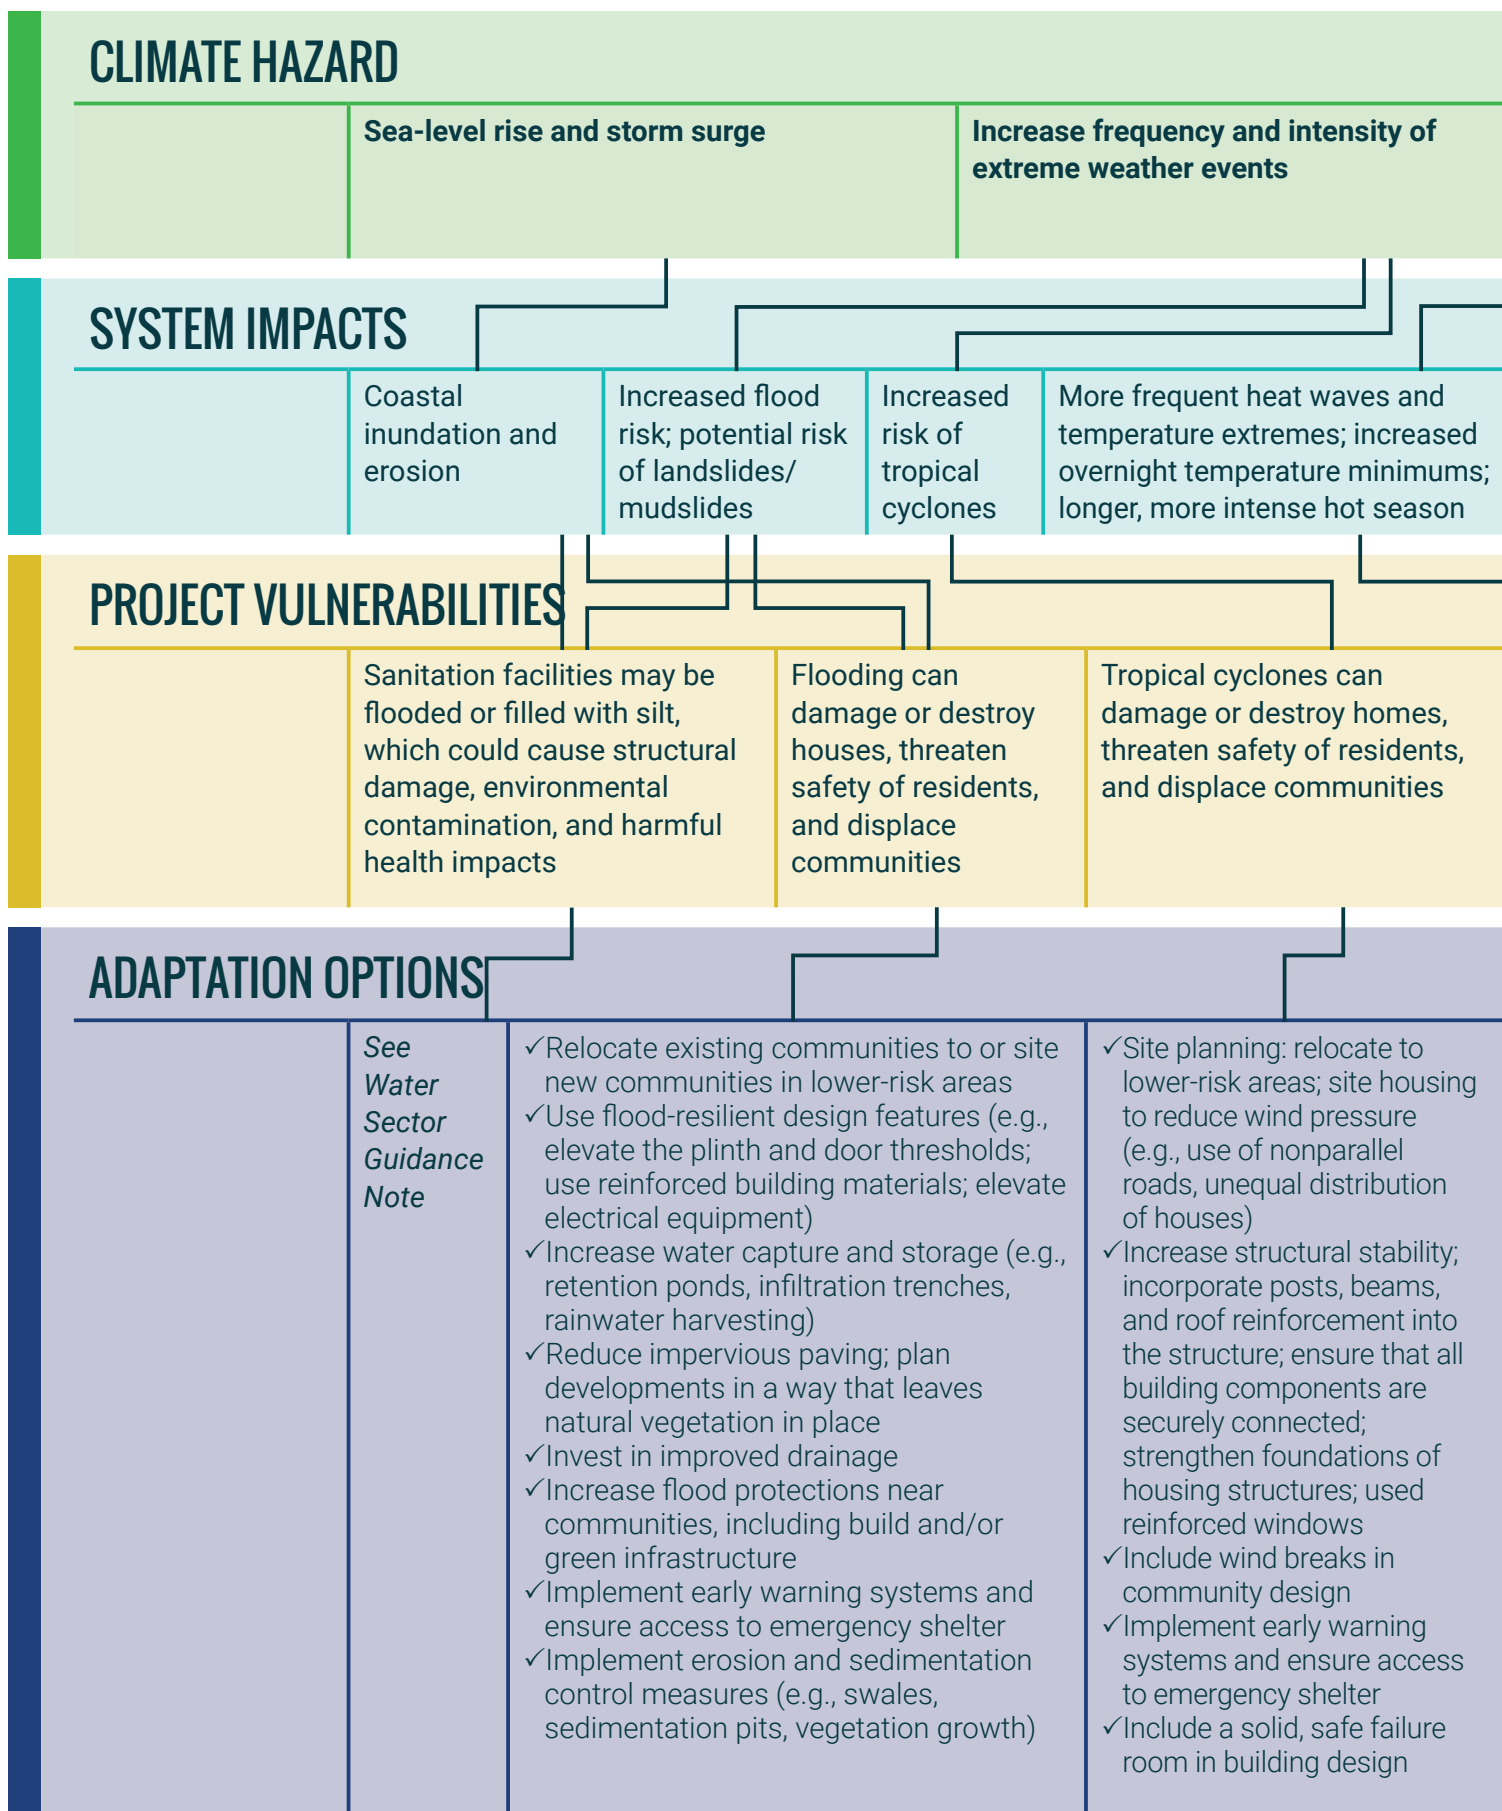 CLIMATE HAZARD
Sea-level rise and storm surge
Increase frequency and intensity of
extreme weather events
SYSTEM IMPACTS
Coastal
inundation and
erosion
Increased flood
risk; potential risk
of landslides/
mudslides
Increased
risk of
tropical
cyclones
More frequent heat waves and
temperature extremes; increased
overnight temperature minimums;
longer, more intense hot season
PROJECT VULNERABILITIES
Sanitation facilities may be
flooded or filled with silt,
which could cause structural
damage, environmental
contamination, and harmful
health impacts
Flooding can
damage or destroy
houses, threaten
safety of residents,
and displace
communities
Tropical cyclones can
damage or destroy homes,
threaten safety of residents,
and displace communities
ADAPTATION OPTIONS
See
Water
Sector
Guidance
Note
✓Relocate existing communities to or site
new communities in lower-risk areas
✓Use flood-resilient design features (e.g.,
elevate the plinth and door thresholds;
use reinforced building materials; elevate
electrical equipment)
✓Increase water capture and storage (e.g.,
retention ponds, infiltration trenches,
rainwater harvesting)
✓Reduce impervious paving; plan
developments in a way that leaves
natural vegetation in place
✓Invest in improved drainage
✓Increase flood protections near
communities, including build and/or
green infrastructure
✓Implement early warning systems and
ensure access to emergency shelter
✓Implement erosion and sedimentation
control measures (e.g., swales,
sedimentation pits, vegetation growth)
✓Site planning: relocate to
lower-risk areas; site housing
to reduce wind pressure
(e.g., use of nonparallel
roads, unequal distribution
of houses)
✓Increase structural stability;
incorporate posts, beams,
and roof reinforcement into
the structure; ensure that all
building components are
securely connected;
strengthen foundations of
housing structures; used
reinforced windows
✓Include wind breaks in
community design
✓Implement early warning
systems and ensure access
to emergency shelter
✓Include a solid, safe failure
room in building design